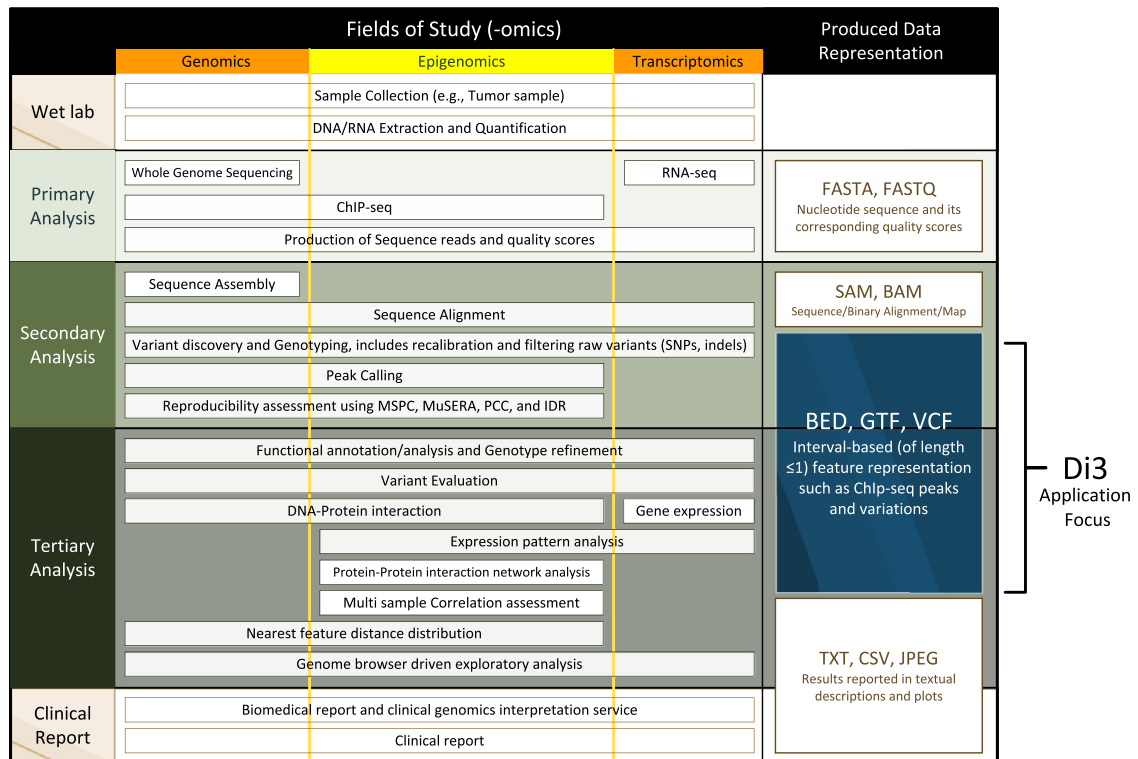 Fields of Study (-omics)
Produced Data
Representation
Genomics
Epigenomics
Transcriptomics
Wet lab
Sample Collection (e.g., Tumor sample)
DNA/RNA Extraction and Quantification
Primary
Analysis
Whole Genome Sequencing
RNA-seq
ChIP-seq
Production of Sequence reads and quality scores
FASTA, FASTQ
Nucleotide sequence and its
corresponding quality scores
Secondary
Analysis
Sequence Assembly
Sequence Alignment
Variant discovery and Genotyping, includes recalibration and filtering raw variants (SNPs, indels)
Peak Calling
Reproducibility assessment using MSPC, MuSERA, PCC, and IDR
SAM, BAM
Sequence/Binary Alignment/Map
BED, GTF, VCF
Interval-based (of length
≤1) feature representation
such as ChIp-seq peaks
and variations
Di3
Application
Focus
Tertiary
Analysis
Functional annotation/analysis and Genotype refinement
Variant Evaluation
DNA-Protein interaction
Gene expression
Expression pattern analysis
Protein-Protein interaction network analysis
Multi sample Correlation assessment
Nearest feature distance distribution
Genome browser driven exploratory analysis
TXT, CSV, JPEG
Results reported in textual
descriptions and plots
Clinical
Report
Biomedical report and clinical genomics interpretation service
Clinical report